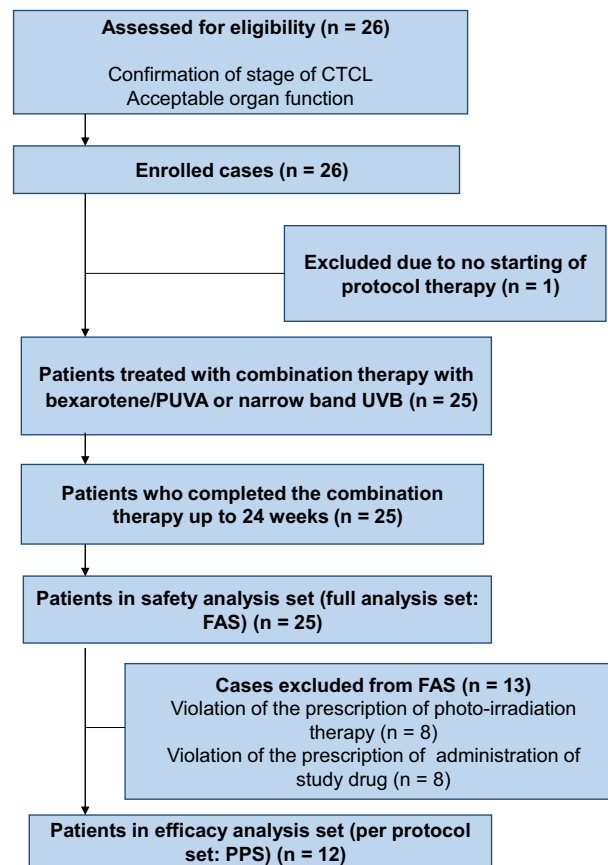 Assessed for eligibility (n = 26)
Confirmation of stage of CTCL
Acceptable organ function
Enrolled cases (n = 26)
Excluded due to no starting of
protocol therapy (n = 1)
Patients treated with combination therapy with
bexarotene/PUVA or narrow band UVB (n = 25)
Patients who completed the combination
therapy up to 24 weeks (n = 25)
Patients in safety analysis set (full analysis set:
FAS) (n = 25)
Cases excluded from FAS (n = 13)
Violation of the prescription of photo-irradiation
therapy (n = 8)
Violation of the prescription of administration of
study drug (n = 8)
Patients in efficacy analysis set (per protocol
set: PPS) (n = 12)